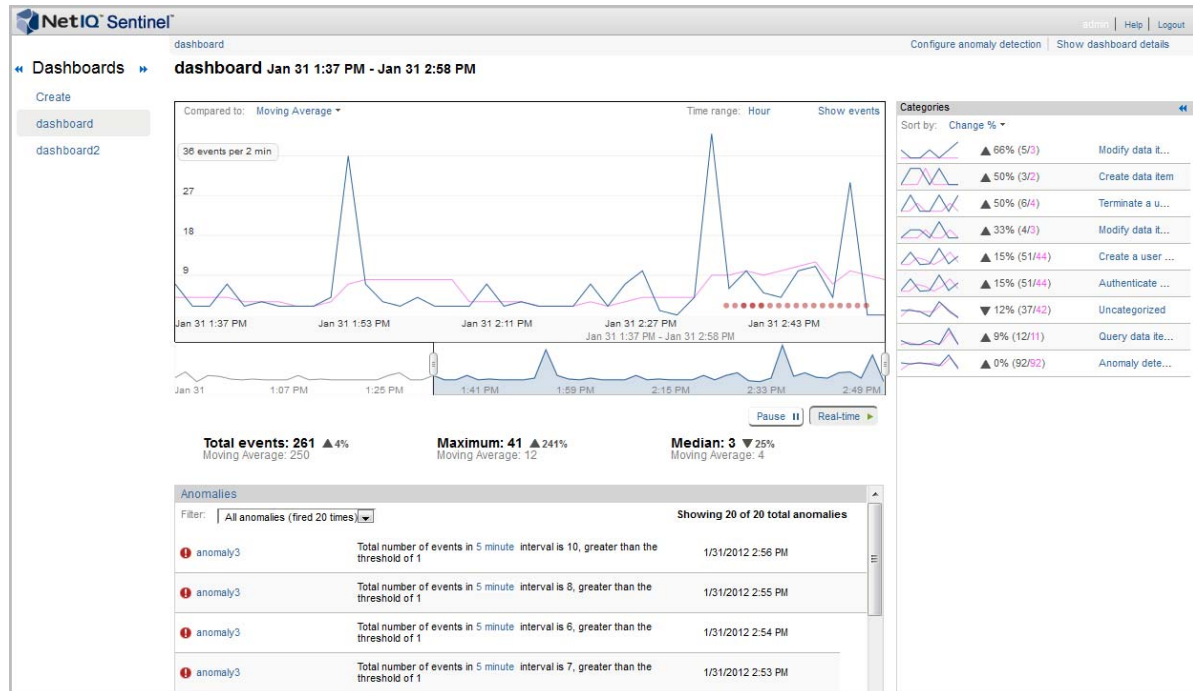 NetIQ Sentinel
admin | Help | Logout
dashboard
Configure anomaly detection | Show dashboard details
Dashboards
dashboard Jan 31 1:37 PM - Jan 31 2:58 PM
Create
dashboard
dashboard2
Compared to: Moving Average
Time range: Hour
Show events
36 events per 2 min
27
18
9
Jan 31 1:37 PM
Jan 31 1:53 PM
Jan 31 2:11 PM
Jan 31 2:27 PM
Jan 31 2:43 PM
Jan 31 1:37 PM - Jan 31 2:58 PM
Jan 31
1:07 PM
1:25 PM
1:41 PM
1:59 PM
2:15 PM
2:33 PM
2:49 PM
Pause
Real-time
Total events: 261 ▲4%
Moving Average: 250
Maximum: 41 ▲241%
Moving Average: 12
Median: 3 ▼25%
Moving Average: 4
Anomalies
Filter: All anomalies (fired 20 times)
Showing 20 of 20 total anomalies
anomaly3
Total number of events in 5 minute interval is 10, greater than the
threshold of 1
1/31/2012 2:56 PM
anomaly3
Total number of events in 5 minute interval is 8, greater than the
threshold of 1
1/31/2012 2:55 PM
anomaly3
Total number of events in 5 minute interval is 6, greater than the
threshold of 1
1/31/2012 2:54 PM
anomaly3
Total number of events in 5 minute interval is 7, greater than the
threshold of 1
1/31/2012 2:53 PM
Categories
Sort by: Change %
▲66% (5/3) Modify data it...
▲50% (3/2) Create data item
▲50% (6/4) Terminate a u...
▲33% (4/3) Modify data it...
▲15% (51/44) Create a user ...
▲15% (51/44) Authenticate ...
▼12% (37/42) Uncategorized
▲9% (12/11) Query data ite...
▲0% (92/92) Anomaly dete...